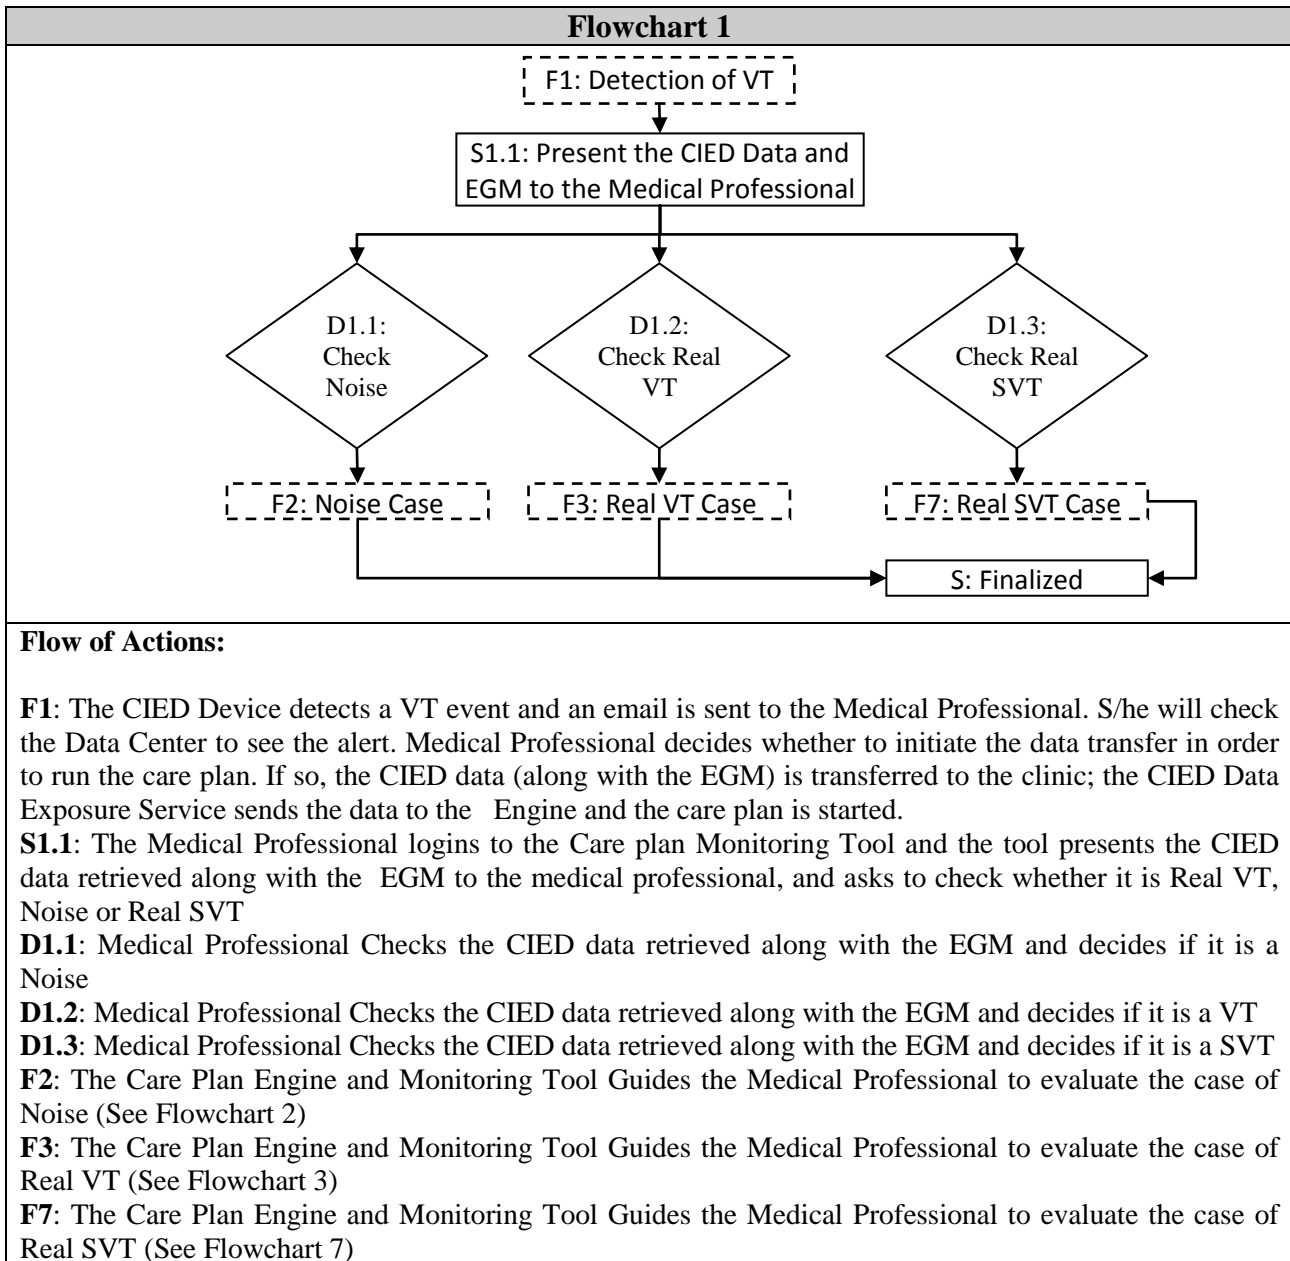 Flowchart 1
F1: Detection of VT
S1.1: Present the CIED Data and
EGM to the Medical Professional
D1.1:
Check
Noise
D1.2:
Check Real
VT
D1.3:
Check Real
SVT
F2: Noise Case
F3: Real VT Case
F7: Real SVT Case
S: Finalized
Flow of Actions:
F1: The CIED Device detects a VT event and an email is sent to the Medical Professional. S/he will check
the Data Center to see the alert. Medical Professional decides whether to initiate the data transfer in order
to run the care plan. If so, the CIED data (along with the EGM) is transferred to the clinic; the CIED Data
Exposure Service sends the data to the Engine and the care plan is started.
S1.1: The Medical Professional logins to the Care plan Monitoring Tool and the tool presents the CIED
data retrieved along with the EGM to the medical professional, and asks to check whether it is Real VT,
Noise or Real SVT
D1.1: Medical Professional Checks the CIED data retrieved along with the EGM and decides if it is a
Noise
D1.2: Medical Professional Checks the CIED data retrieved along with the EGM and decides if it is a VT
D1.3: Medical Professional Checks the CIED data retrieved along with the EGM and decides if it is a SVT
F2: The Care Plan Engine and Monitoring Tool Guides the Medical Professional to evaluate the case of
Noise (See Flowchart 2)
F3: The Care Plan Engine and Monitoring Tool Guides the Medical Professional to evaluate the case of
Real VT (See Flowchart 3)
F7: The Care Plan Engine and Monitoring Tool Guides the Medical Professional to evaluate the case of
Real SVT (See Flowchart 7)